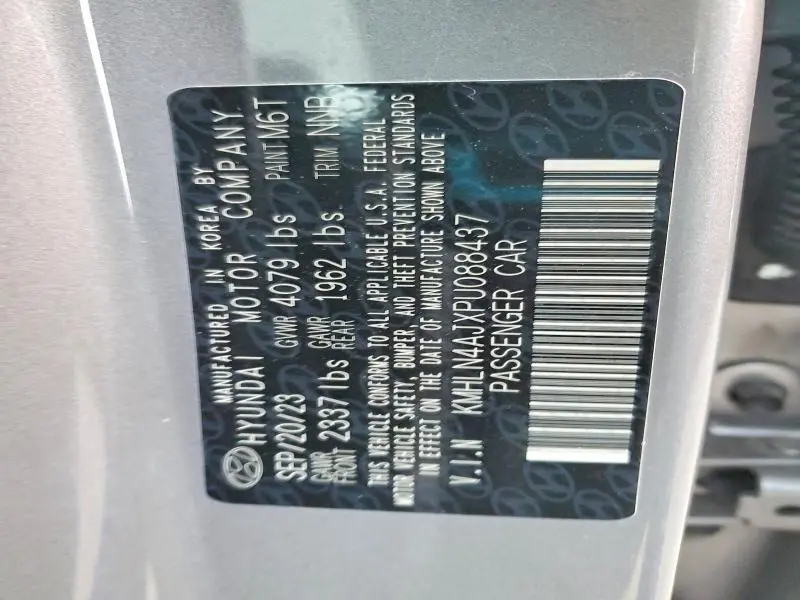 MANUFACTURED IN KOREA BY
HYUNDAI MOTOR COMPANY
SEP/20/23 GVWR 4079 lbs PAINT M6T
GAWR FRONT 2337 lbs GAWR REAR 1962 lbs TRIM NNB
THIS VEHICLE CONFORMS TO ALL APPLICABLE U.S.A. FEDERAL
MOTOR VEHICLE SAFETY, BUMPER, AND THEFT PREVENTION STANDARDS
IN EFFECT ON THE DATE OF MANUFACTURE SHOWN ABOVE
V.I.N KMHLN4AJXPU088437
PASSENGER CAR